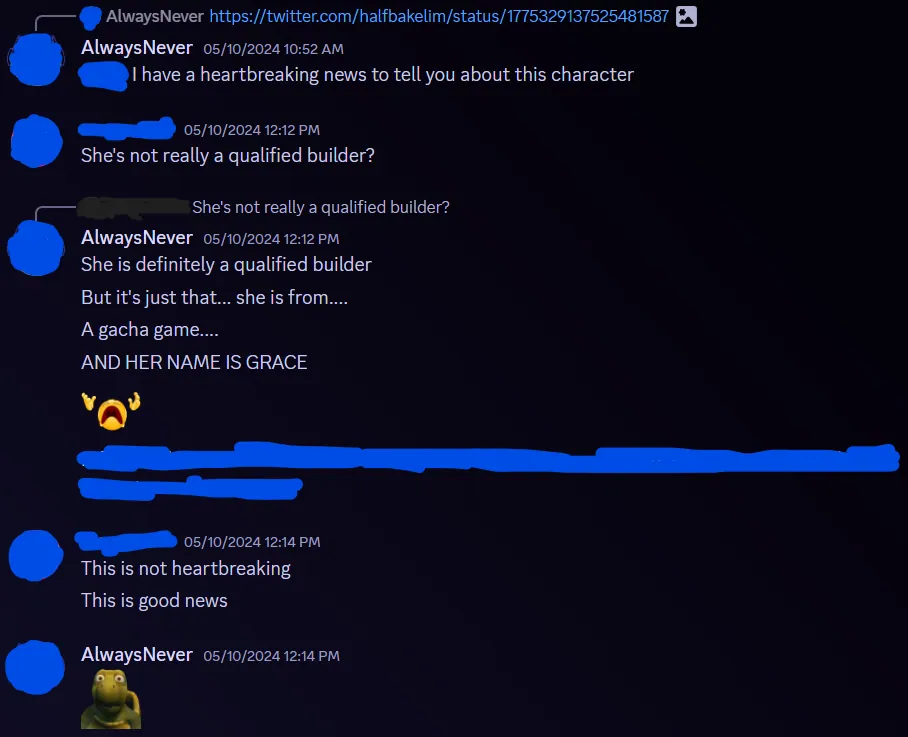 AlwaysNever https://twitter.com/halfbakelim/status/1775329137525481587
AlwaysNever 05/10/2024 10:52 AM
I have a heartbreaking news to tell you about this character
05/10/2024 12:12 PM
She's not really a qualified builder?
She's not really a qualified builder?
AlwaysNever 05/10/2024 12:12 PM
She is definitely a qualified builder
But it's just that... she is from....
A gacha game....
AND HER NAME IS GRACE
05/10/2024 12:14 PM
This is not heartbreaking
This is good news
AlwaysNever 05/10/2024 12:14 PM